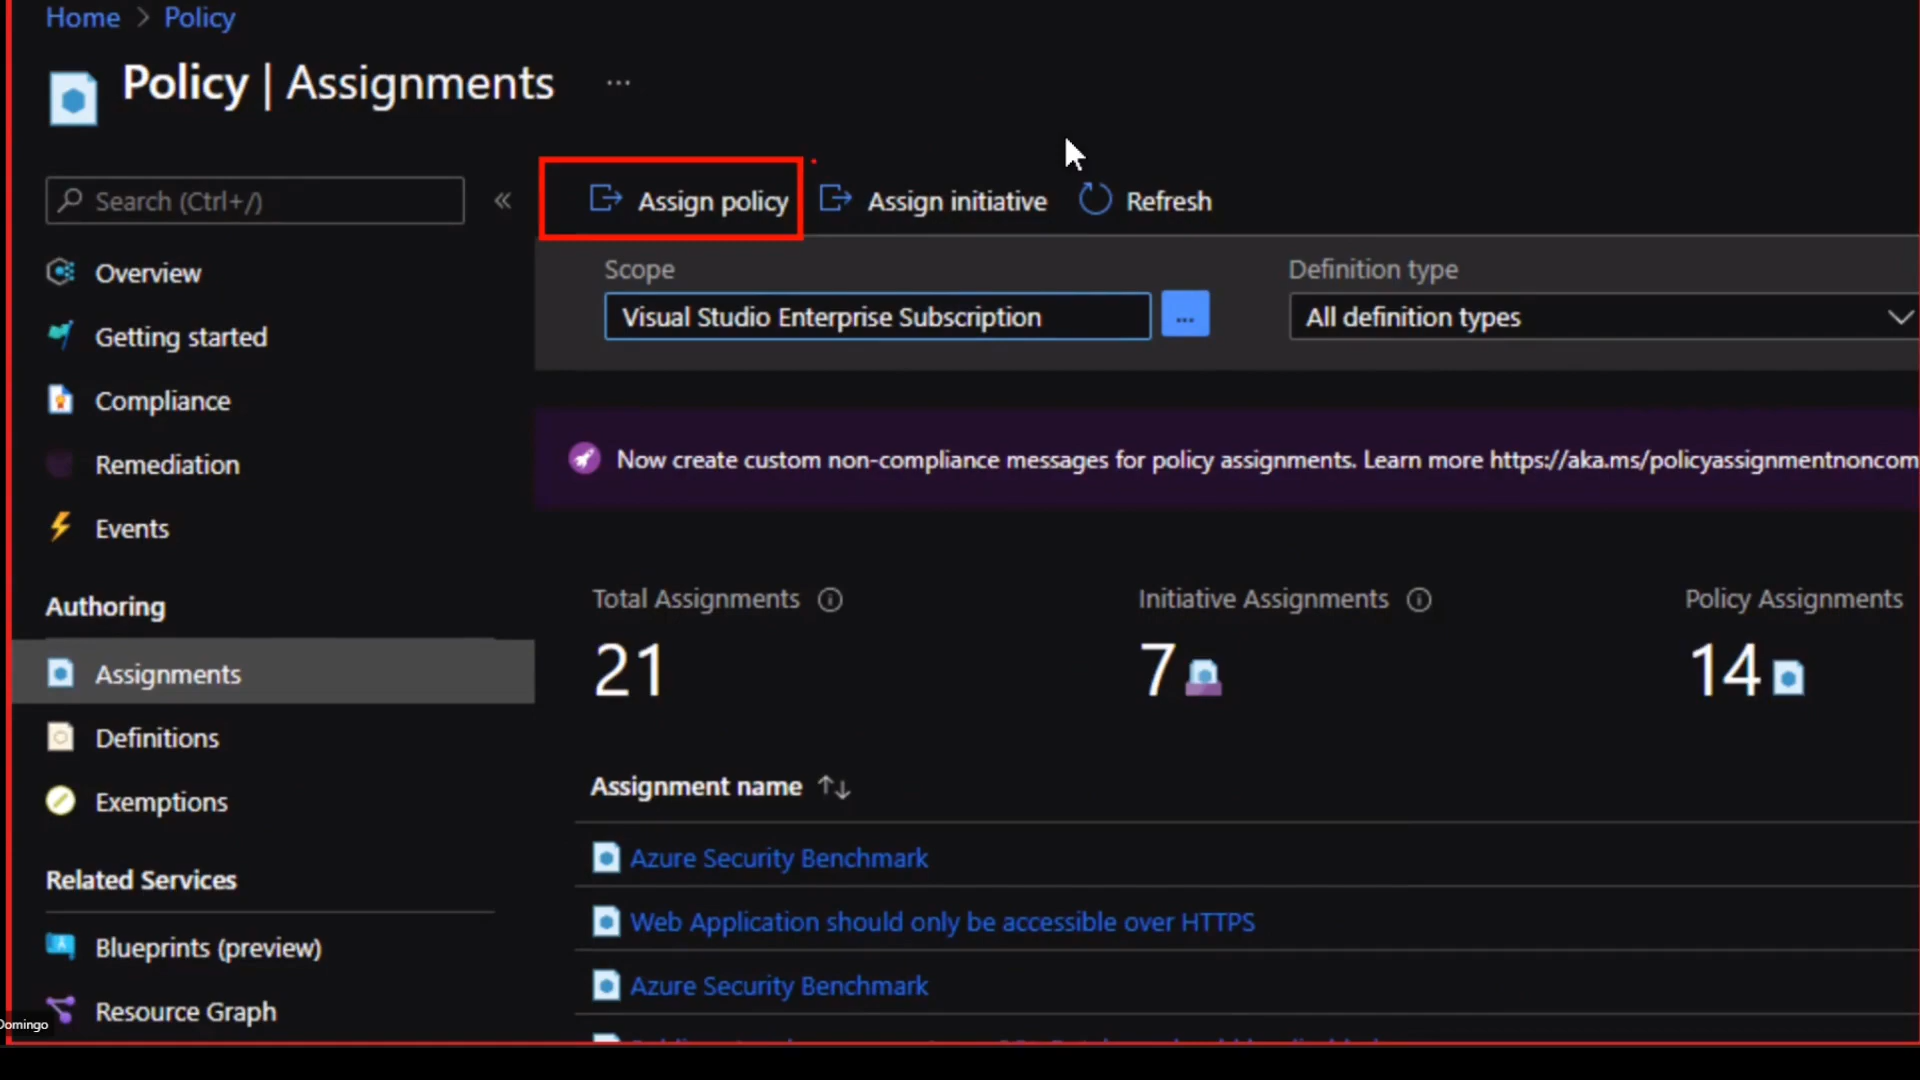 Home > Policy
Policy | Assignments ...
Search (Ctrl+/) «
Assign policy Assign initiative Refresh
Overview
Getting started
Compliance
Remediation
Events
Authoring
Assignments
Definitions
Exemptions
Related Services
Blueprints (preview)
Resource Graph
Domingo
Scope
Visual Studio Enterprise Subscription ...
Definition type
All definition types
Now create custom non-compliance messages for policy assignments. Learn more https://aka.ms/policyassignmentnoncom
Total Assignments
21
Initiative Assignments
7
Policy Assignments
14
Assignment name ↑↓
Azure Security Benchmark
Web Application should only be accessible over HTTPS
Azure Security Benchmark